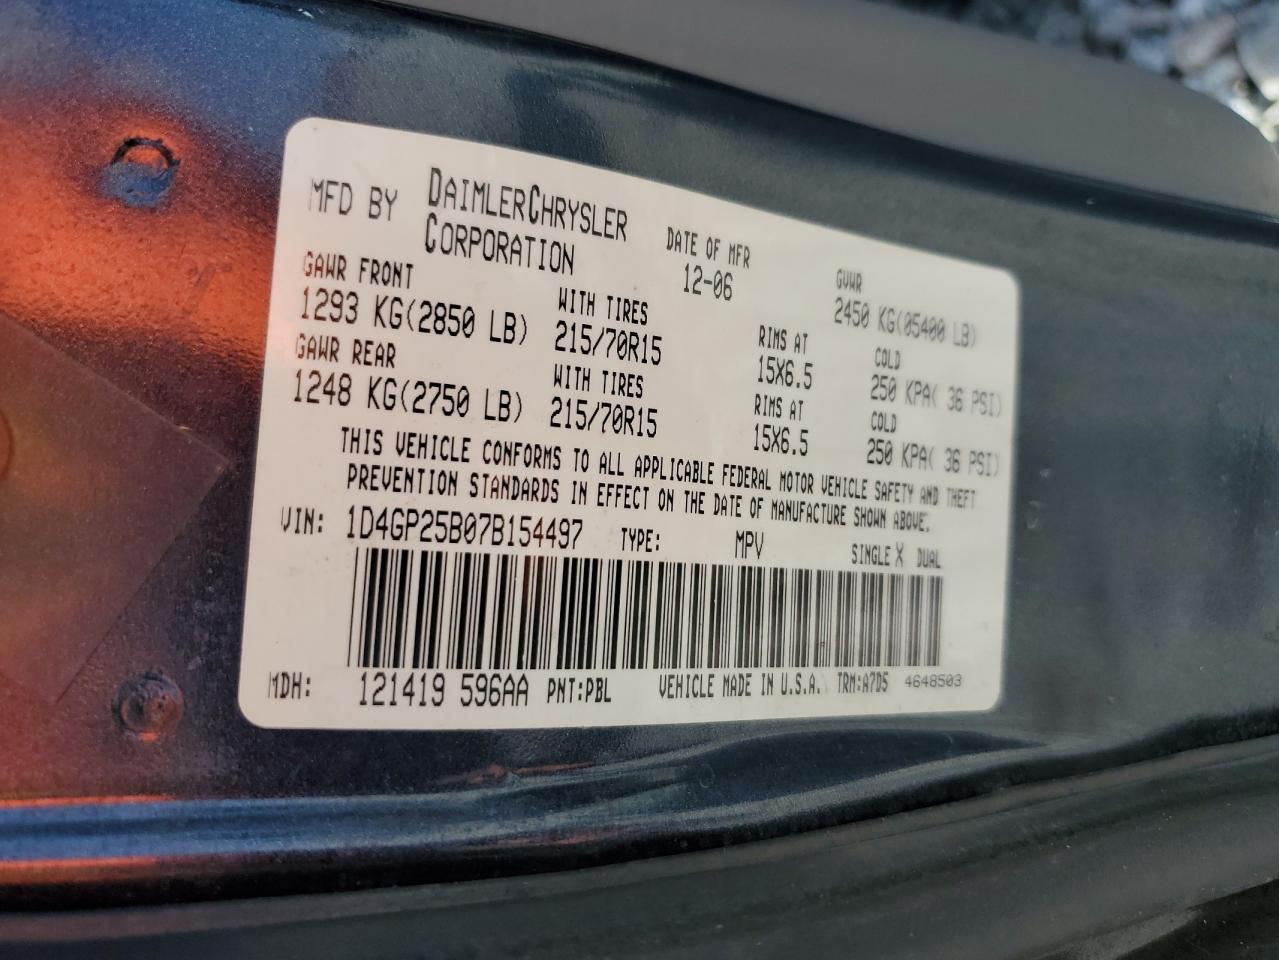 MFD BY DAIMLERCHRYSLER CORPORATION
DATE OF MFR 12-06
GVWR 2450 KG(05400 LB)
GAWR FRONT
1293 KG(2850 LB)
WITH TIRES
215/70R15
RIMS AT
15X6.5
COLD
250 KPA( 36 PSI)
GAWR REAR
1248 KG(2750 LB)
WITH TIRES
215/70R15
RIMS AT
15X6.5
COLD
250 KPA( 36 PSI)
THIS VEHICLE CONFORMS TO ALL APPLICABLE FEDERAL MOTOR VEHICLE SAFETY AND THEFT
PREVENTION STANDARDS IN EFFECT ON THE DATE OF MANUFACTURE SHOWN ABOVE.
VIN: 1D4GP25B07B154497 TYPE: MPV SINGLE X DUAL
MDH: 121419 596AA PNT:PBL VEHICLE MADE IN U.S.A. TRM:A7D5 4648503